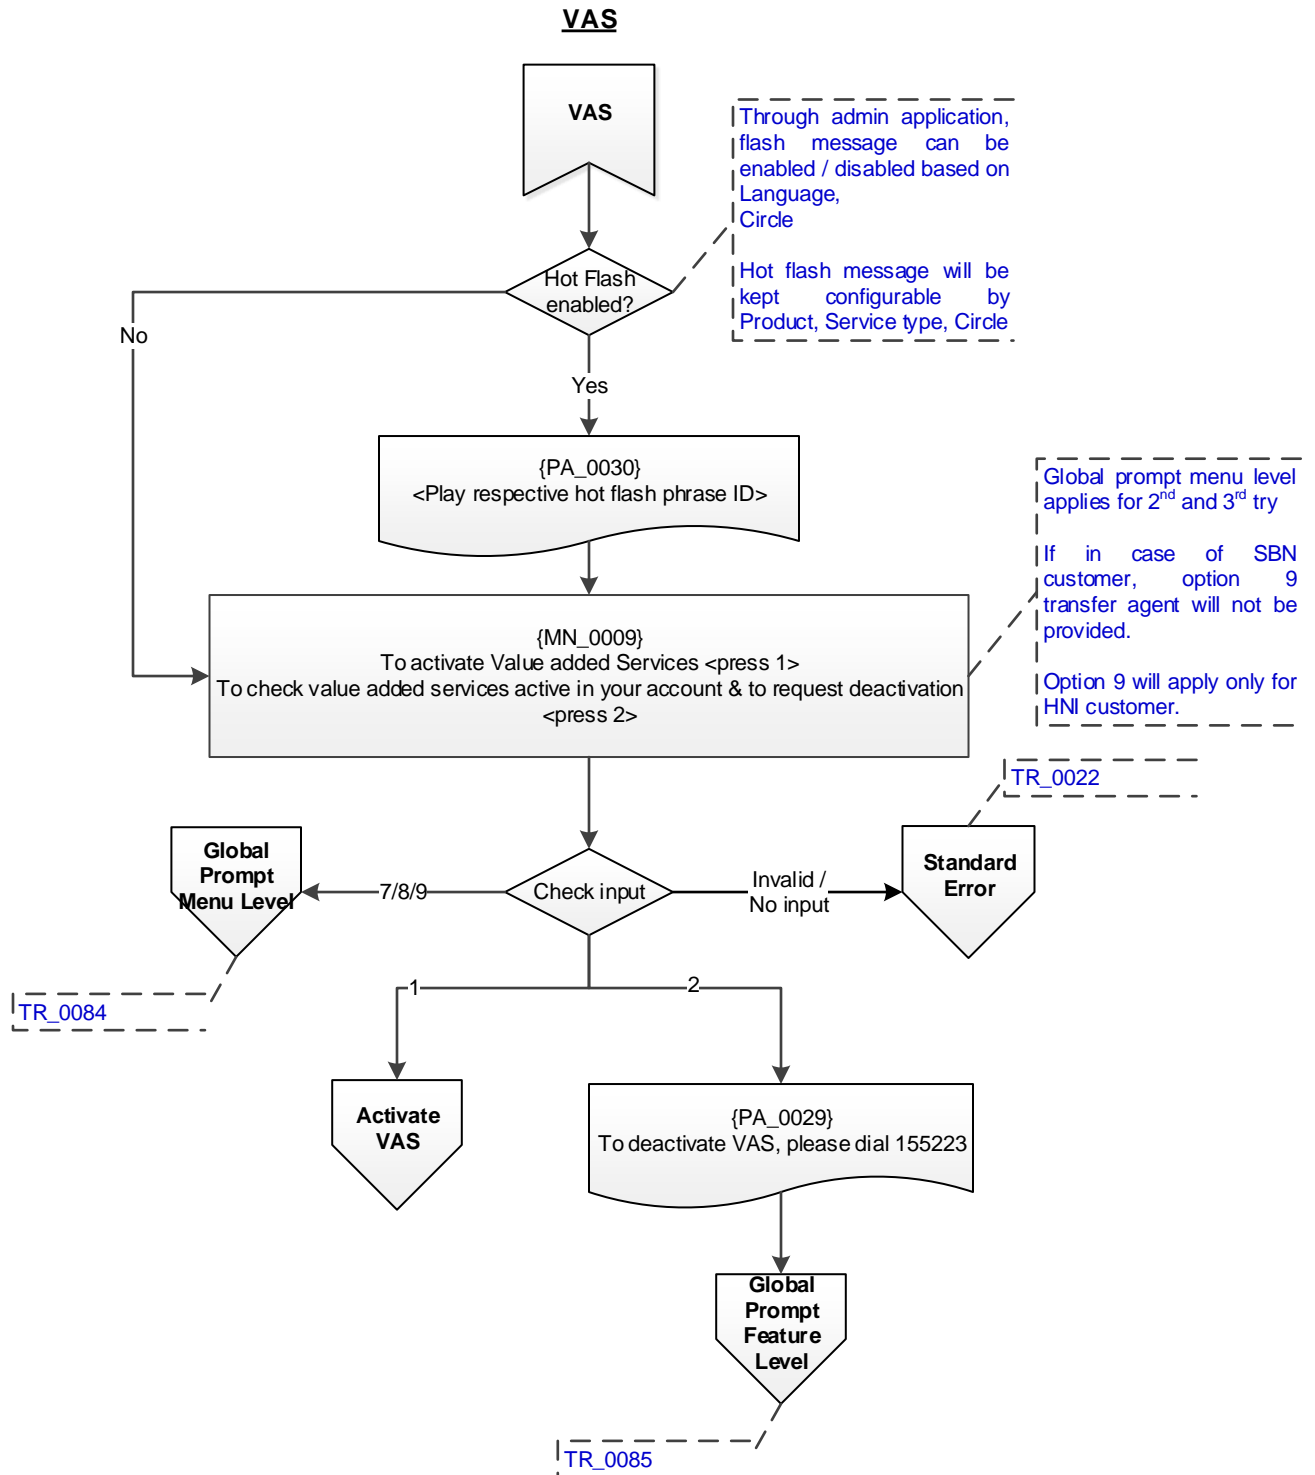 VAS
VAS
Through admin application,
flash message can be
enabled / disabled based on
Language,
Circle
Hot flash message will be
kept configurable by
Product, Service type, Circle
Hot Flash
enabled?
No
Yes
{PA_0030}
<Play respective hot flash phrase ID>
Global prompt menu level
applies for 2nd and 3rd try
If in case of SBN
customer, option 9
transfer agent will not be
provided.
Option 9 will apply only for
HNI customer.
{MN_0009}
To activate Value added Services <press 1>
To check value added services active in your account & to request deactivation
<press 2>
TR_0022
Global
Prompt
Menu Level
7/8/9
Check input
Invalid /
No input
Standard
Error
TR_0084
1
2
Activate
VAS
{PA_0029}
To deactivate VAS, please dial 155223
Global
Prompt
Feature
Level
TR_0085